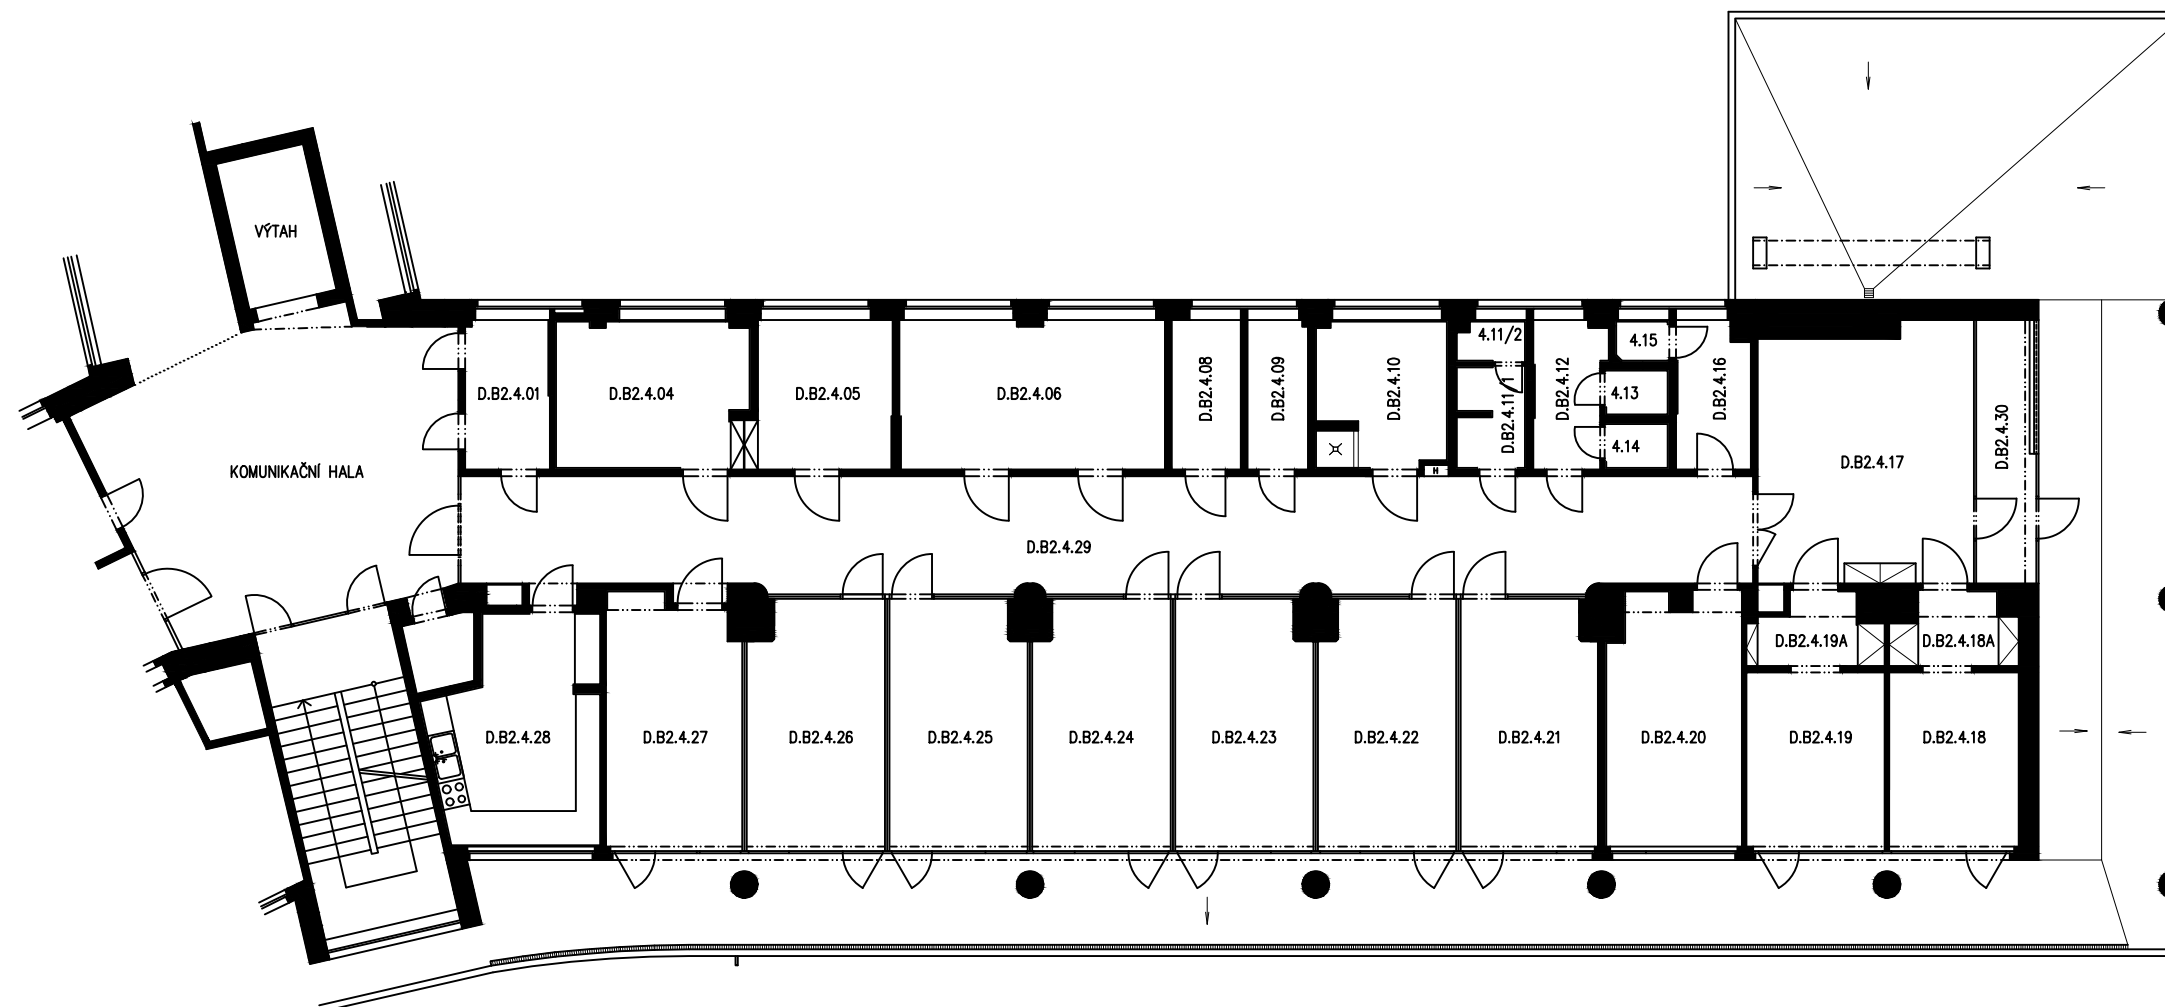 VÝTAH
KOMUNIKAČNÍ HALA
D.B2.4.01
D.B2.4.04
D.B2.4.05
D.B2.4.06
D.B2.4.08
D.B2.4.09
D.B2.4.10
H
4.11/2
D.B2.4.11/1
D.B2.4.12
4.15
4.13
4.14
D.B2.4.16
D.B2.4.17
D.B2.4.30
D.B2.4.29
D.B2.4.19A
D.B2.4.18A
D.B2.4.28
D.B2.4.27
D.B2.4.26
D.B2.4.25
D.B2.4.24
D.B2.4.23
D.B2.4.22
D.B2.4.21
D.B2.4.20
D.B2.4.19
D.B2.4.18